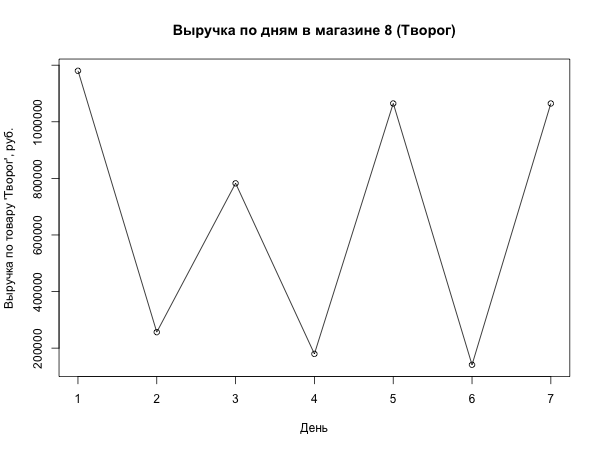 Выручка по дням в магазине 8 (Творог)
Выручка по товару 'Творог', руб.
1000000
800000
600000
400000
200000
1 2 3 4 5 6 7
День